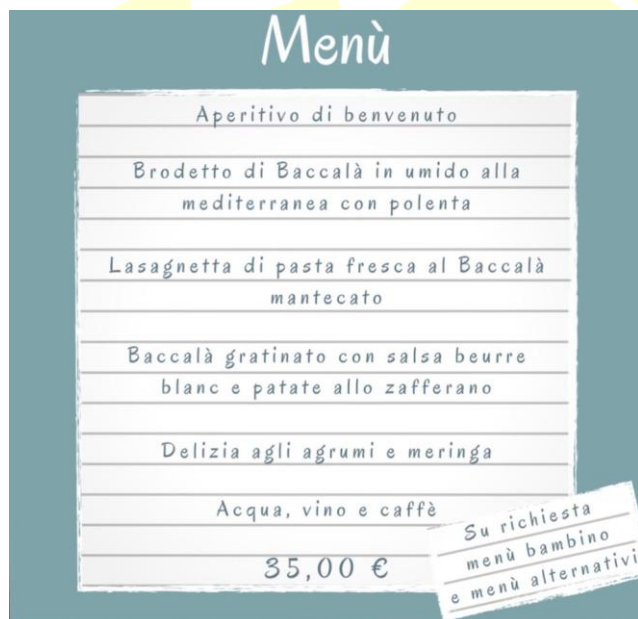 Menù
Aperitivo di benvenuto
Brodetto di Baccalà in umido alla
mediterranea con polenta
Lasagnetta di pasta fresca al Baccalà
mantecato
Baccalà gratinato con salsa beurre
blanc e patate allo zafferano
Delizia agli agrumi e meringa
Acqua, vino e caffè
35,00 €
Su richiesta
menù bambino
e menù alternativi